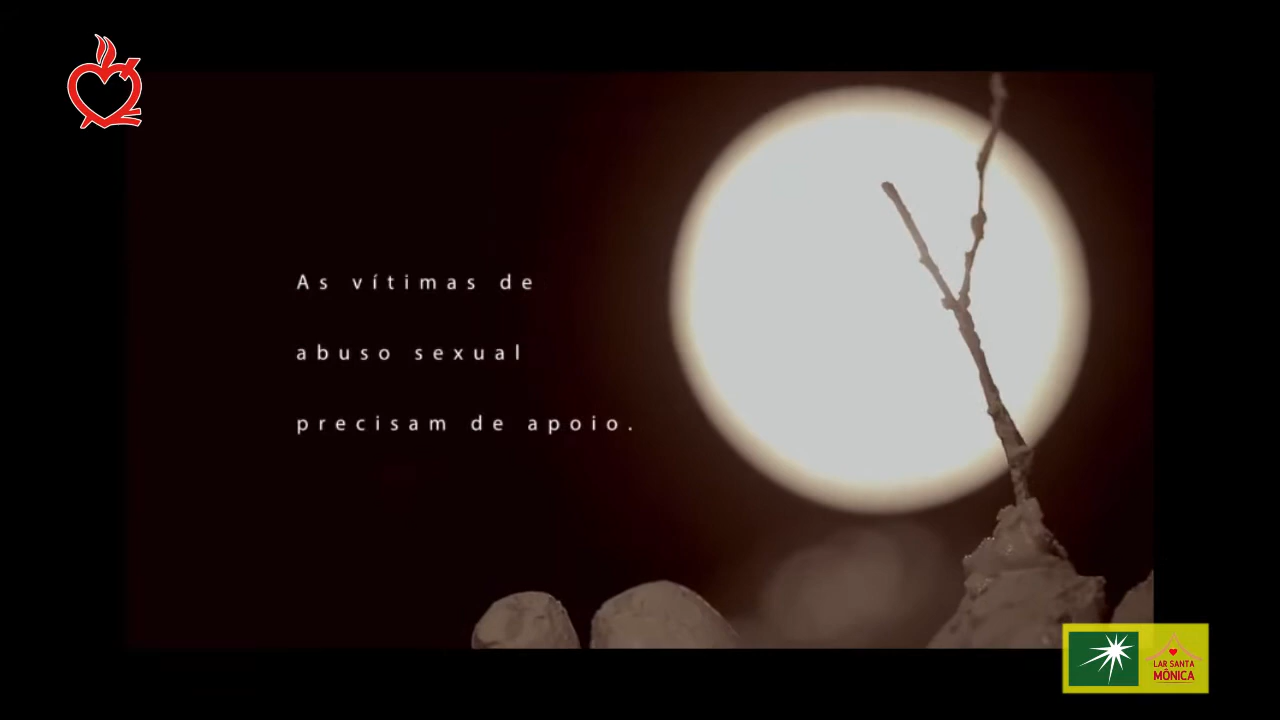 As vítimas de
abuso sexual
precisam de apoio.
LAR SANTA
MÔNICA